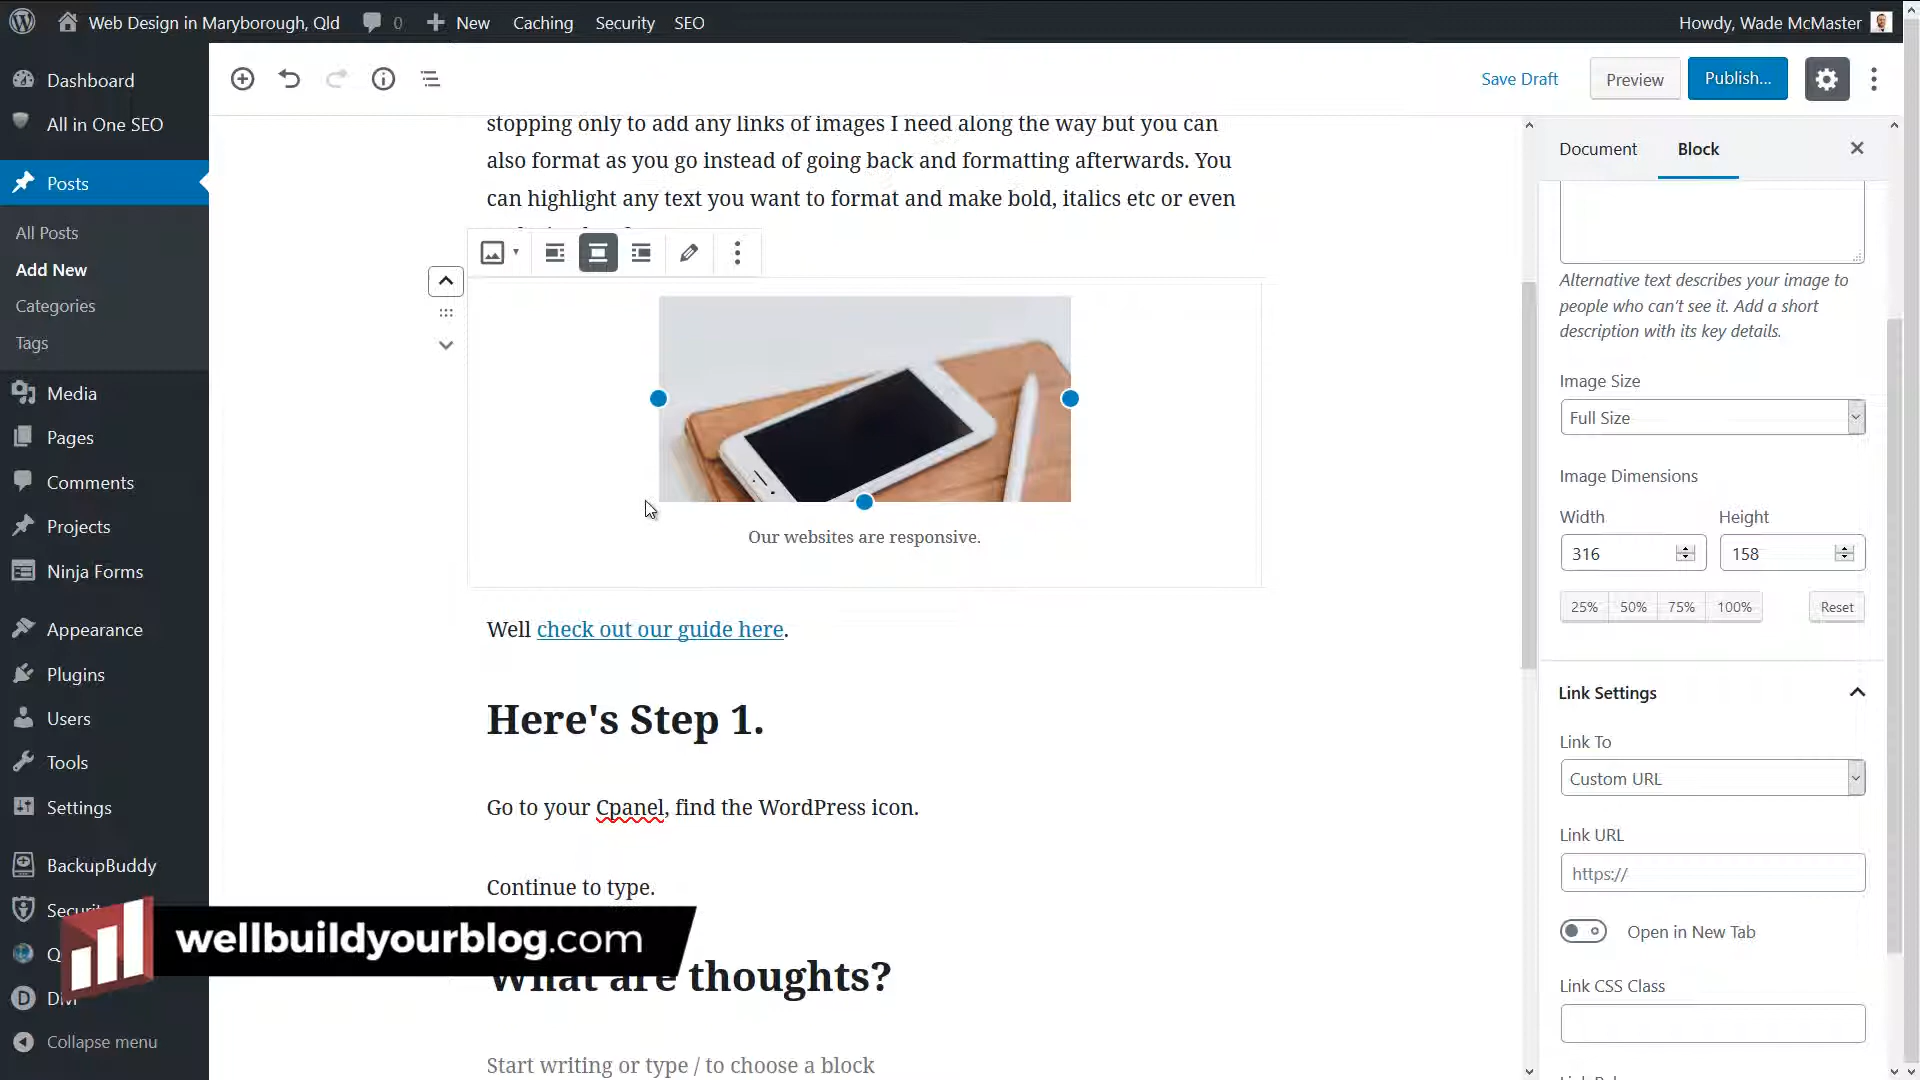 Web Design in Maryborough, Qld
0
New
Caching
Security
SEO
Howdy, Wade McMaster
Dashboard
All in One SEO
Posts
All Posts
Add New
Categories
Tags
Media
Pages
Comments
Projects
Ninja Forms
Appearance
Plugins
Users
Tools
Settings
BackupBuddy
Collapse menu
Save Draft
Preview
Publish...
stopping only to add any links of images I need along the way but you can
also format as you go instead of going back and formatting afterwards. You
can highlight any text you want to format and make bold, italics etc or even
Our websites are responsive.
Well check out our guide here.
Here's Step 1.
Go to your Cpanel, find the WordPress icon.
Continue to type.
What are thoughts?
Start writing or type / to choose a block
wellbuildyourblog.com
Document
Block
Alternative text describes your image to
people who can't see it. Add a short
description with its key details.
Image Size
Full Size
Image Dimensions
Width
Height
316
158
25%
50%
75%
100%
Reset
Link Settings
Link To
Custom URL
Link URL
https://
Open in New Tab
Link CSS Class